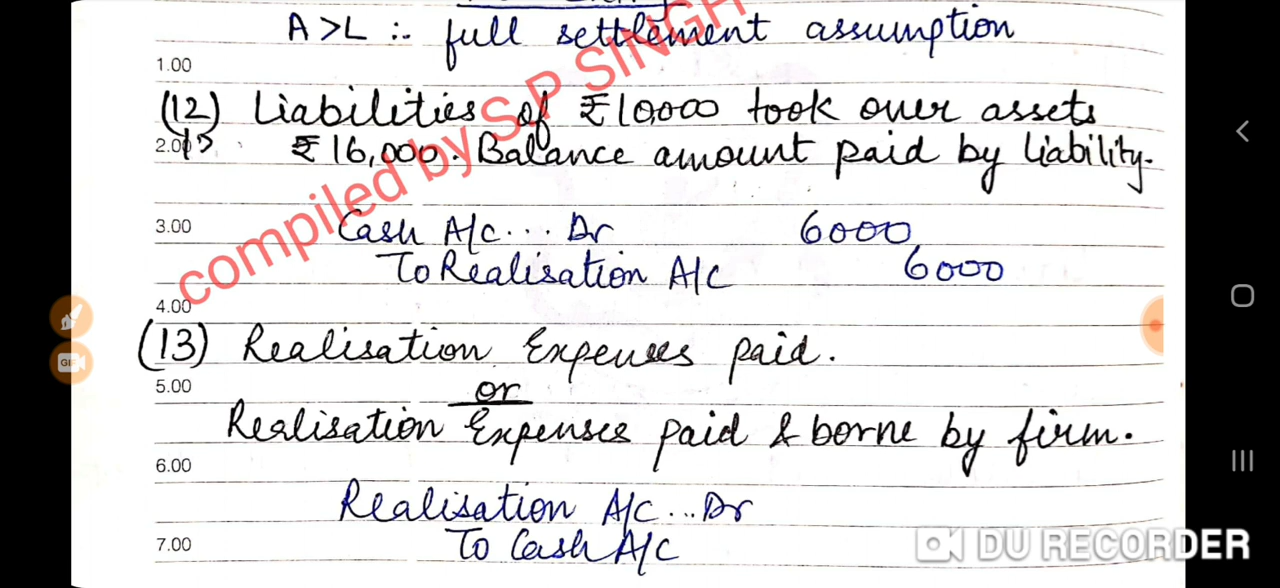 A>L ∴ full settlement assumption
1.00
(12) Liabilities of ₹10000 took over assets
2.00
₹16,000. Balance amount paid by liability.
3.00
Cash A/c... Dr 6000
To Realisation A/c 6000
4.00
(13) Realisation Expenses paid.
5.00
or
Realisation Expenses paid & borne by firm.
6.00
Realisation A/c... Dr
To Cash A/c
7.00
compiled by S.P SINGH
GIF
DU RECORDER